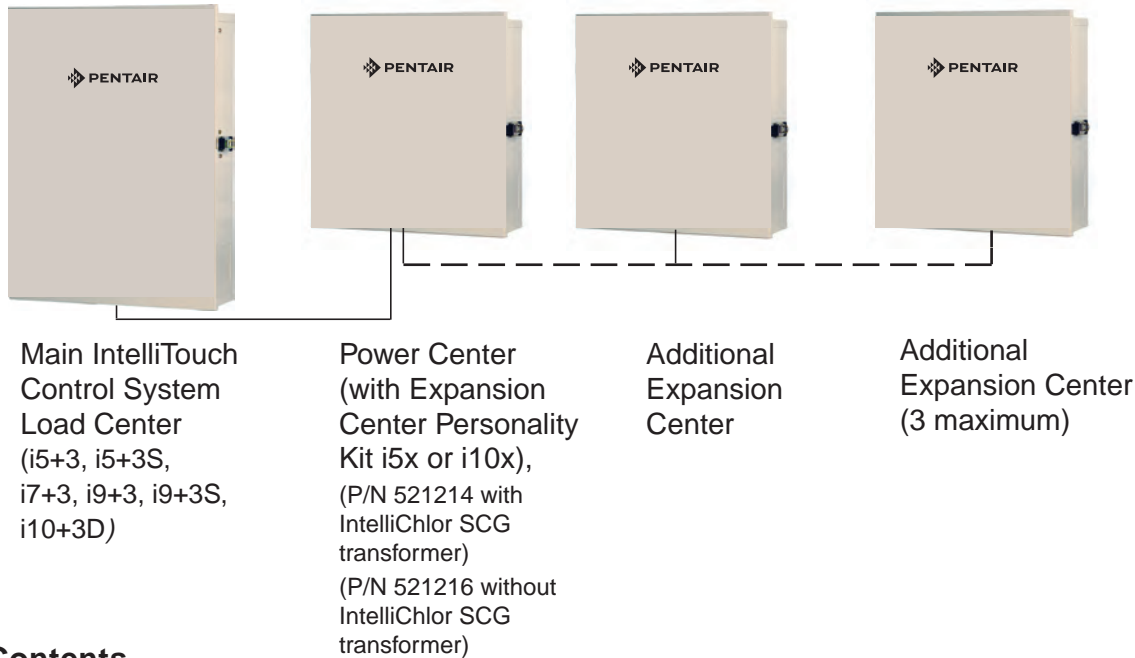 PENTAIR
PENTAIR
PENTAIR
PENTAIR
Main IntelliTouch
Control System
Load Center
(i5+3, i5+3S,
i7+3, i9+3, i9+3S,
i10+3D)
Power Center
(with Expansion
Center Personality
Kit i5x or i10x),
(P/N 521214 with
IntelliChlor SCG
transformer)
(P/N 521216 without
IntelliChlor SCG
transformer)
Additional
Expansion
Center
Additional
Expansion Center
(3 maximum)